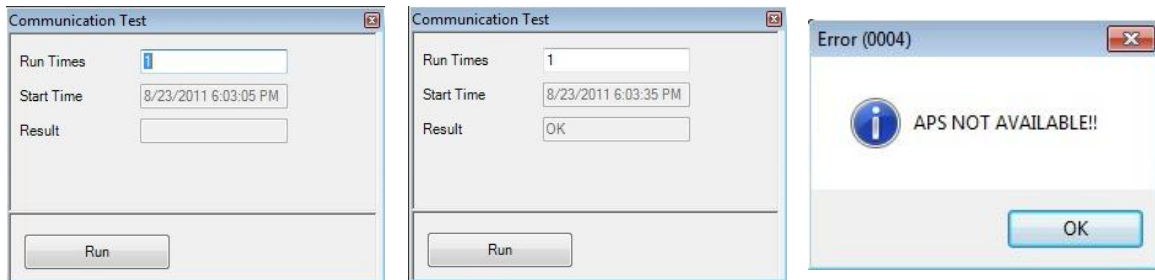 Communication Test
Run Times 1
Start Time 8/23/2011 6:03:05 PM
Result
Run
Communication Test
Run Times 1
Start Time 8/23/2011 6:03:35 PM
Result OK
Run
Error (0004)
APS NOT AVAILABLE!!
OK